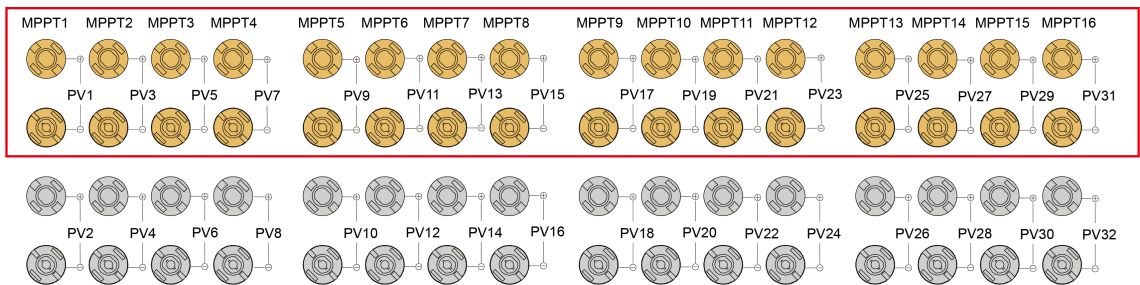 MPPT1 MPPT2 MPPT3 MPPT4 MPPT5 MPPT6 MPPT7 MPPT8 MPPT9 MPPT10 MPPT11 MPPT12 MPPT13 MPPT14 MPPT15 MPPT16
PV1 PV3 PV5 PV7 PV9 PV11 PV13 PV15 PV17 PV19 PV21 PV23 PV25 PV27 PV29 PV31
PV2 PV4 PV6 PV8 PV10 PV12 PV14 PV16 PV18 PV20 PV22 PV24 PV26 PV28 PV30 PV32